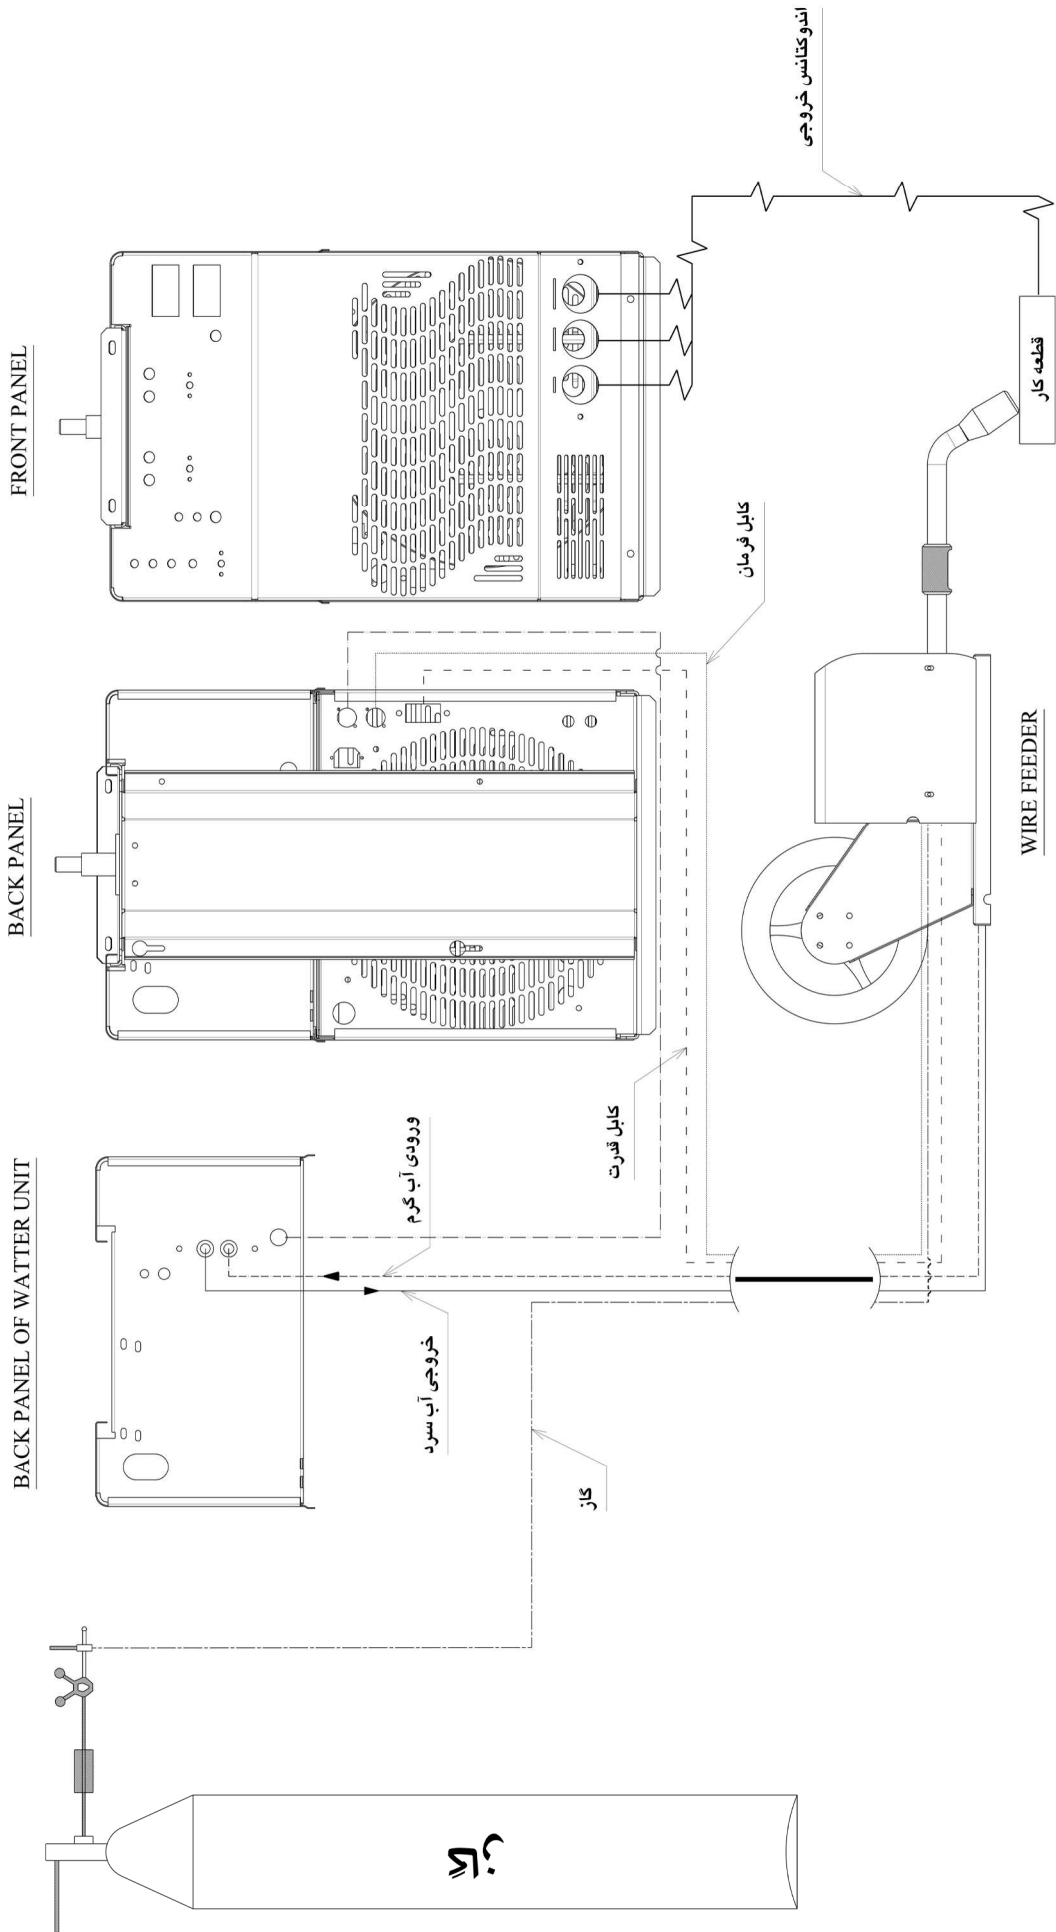 BACK PANEL OF WATTER UNIT
BACK PANEL
FRONT PANEL
گاز
خروجی آب سرد
ورودی آب گرم
گاز
کابل قدرت
کابل فرمان
اندوکتانس خروجی
قطعه کار
WIRE FEEDER